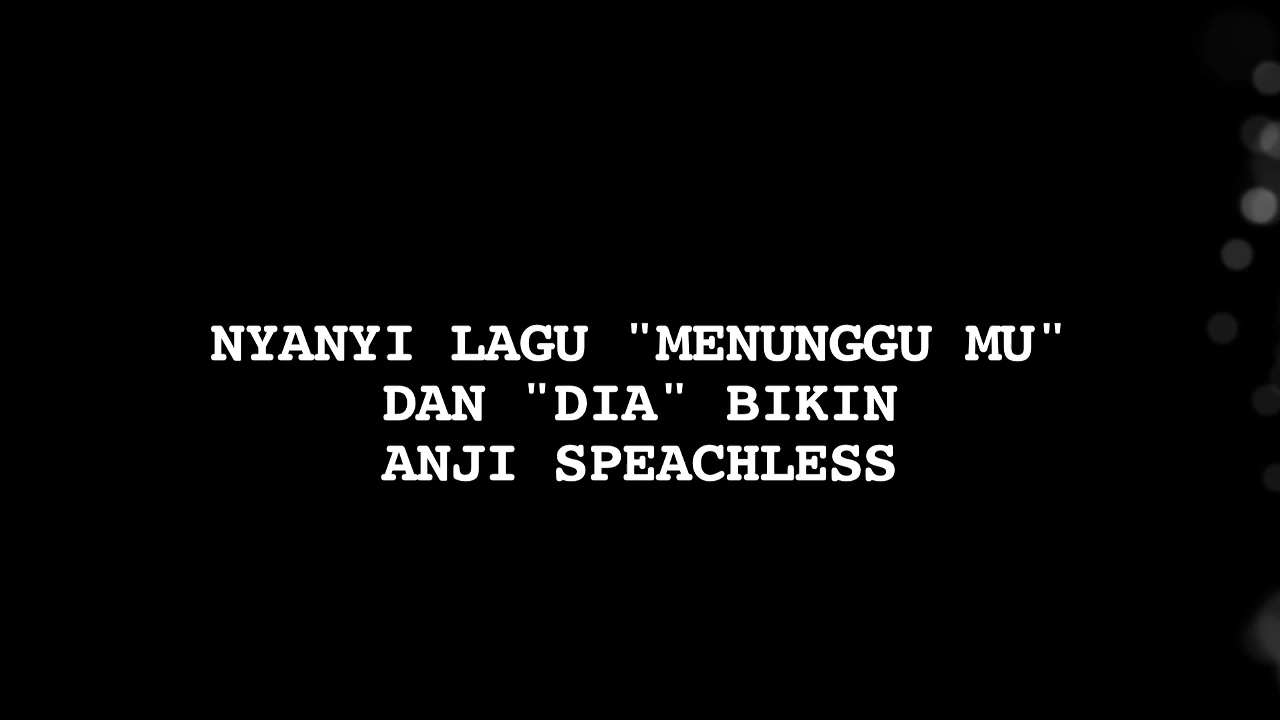 NYANYI LAGU "MENUNGGU MU"
DAN "DIA" BIKIN
ANJI SPEACHLESS